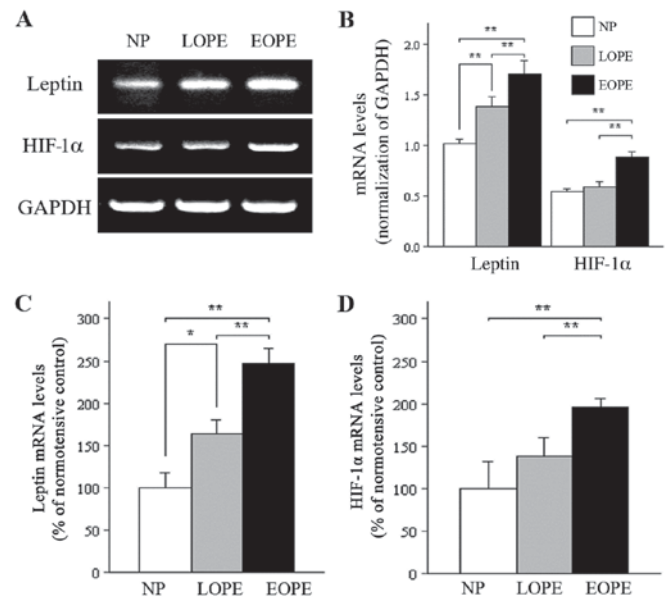 A
NP LOPE EOPE
Leptin
HIF-1α
GAPDH
B
mRNA levels
(normalization of GAPDH)
2.0
1.5
1.0
0.5
0.0
** ** **
** **
NP
LOPE
EOPE
Leptin HIF-1α
C
Leptin mRNA levels
(% of normotensive control)
300
250
200
150
100
50
0
**
* **
NP LOPE EOPE
D
HIF-1α mRNA levels
(% of normotensive control)
300
250
200
150
100
50
0
**
**
NP LOPE EOPE